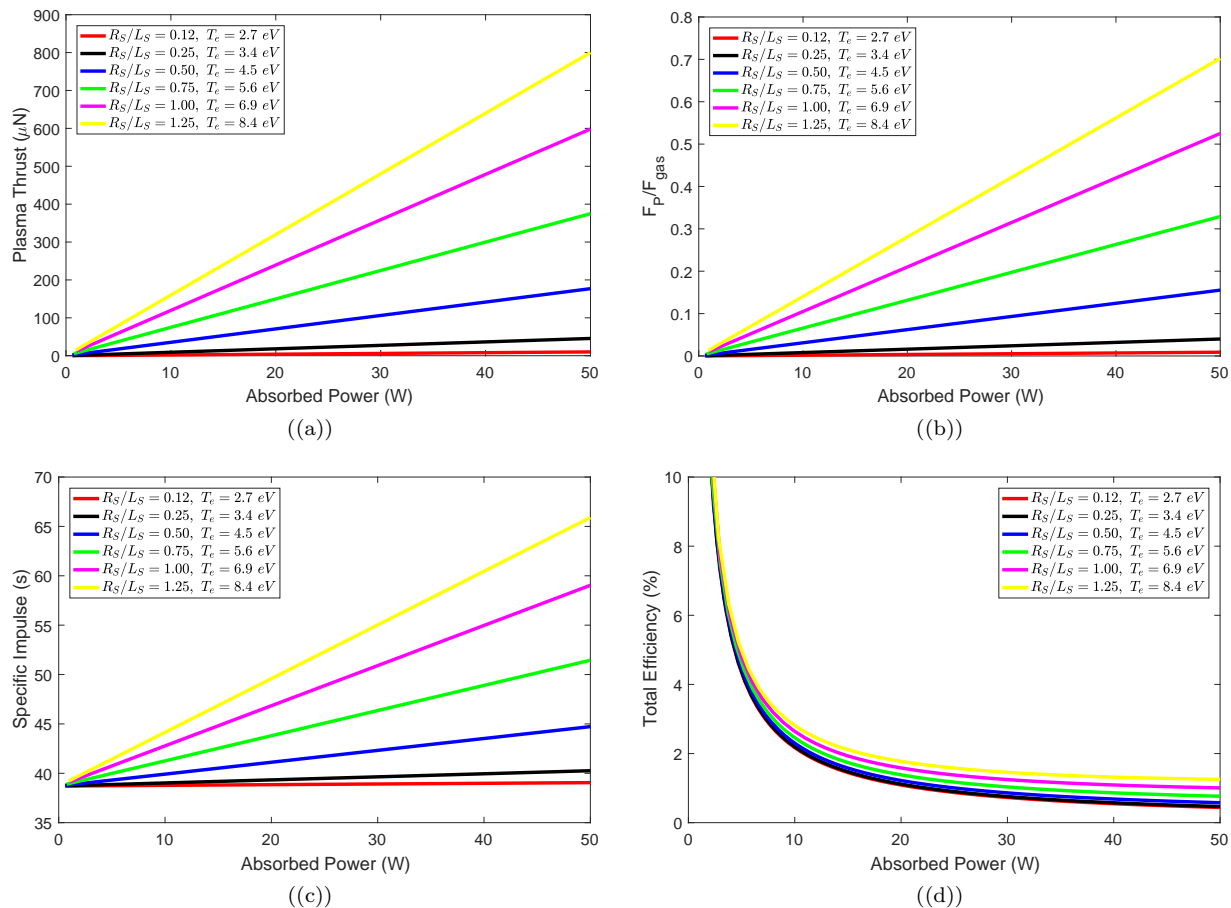 900
800
700
600
500
400
300
200
100
0
Plasma Thrust (μN)
R_S/L_S = 0.12, T_e = 2.7 eV
R_S/L_S = 0.25, T_e = 3.4 eV
R_S/L_S = 0.50, T_e = 4.5 eV
R_S/L_S = 0.75, T_e = 5.6 eV
R_S/L_S = 1.00, T_e = 6.9 eV
R_S/L_S = 1.25, T_e = 8.4 eV
0 10 20 30 40 50
Absorbed Power (W)
((a))
0.8
0.7
0.6
0.5
0.4
0.3
0.2
0.1
0
F_P/F_gas
R_S/L_S = 0.12, T_e = 2.7 eV
R_S/L_S = 0.25, T_e = 3.4 eV
R_S/L_S = 0.50, T_e = 4.5 eV
R_S/L_S = 0.75, T_e = 5.6 eV
R_S/L_S = 1.00, T_e = 6.9 eV
R_S/L_S = 1.25, T_e = 8.4 eV
0 10 20 30 40 50
Absorbed Power (W)
((b))
70
65
60
55
50
45
40
35
Specific Impulse (s)
R_S/L_S = 0.12, T_e = 2.7 eV
R_S/L_S = 0.25, T_e = 3.4 eV
R_S/L_S = 0.50, T_e = 4.5 eV
R_S/L_S = 0.75, T_e = 5.6 eV
R_S/L_S = 1.00, T_e = 6.9 eV
R_S/L_S = 1.25, T_e = 8.4 eV
0 10 20 30 40 50
Absorbed Power (W)
((c))
10
8
6
4
2
0
Total Efficiency (%)
R_S/L_S = 0.12, T_e = 2.7 eV
R_S/L_S = 0.25, T_e = 3.4 eV
R_S/L_S = 0.50, T_e = 4.5 eV
R_S/L_S = 0.75, T_e = 5.6 eV
R_S/L_S = 1.00, T_e = 6.9 eV
R_S/L_S = 1.25, T_e = 8.4 eV
0 10 20 30 40 50
Absorbed Power (W)
((d))